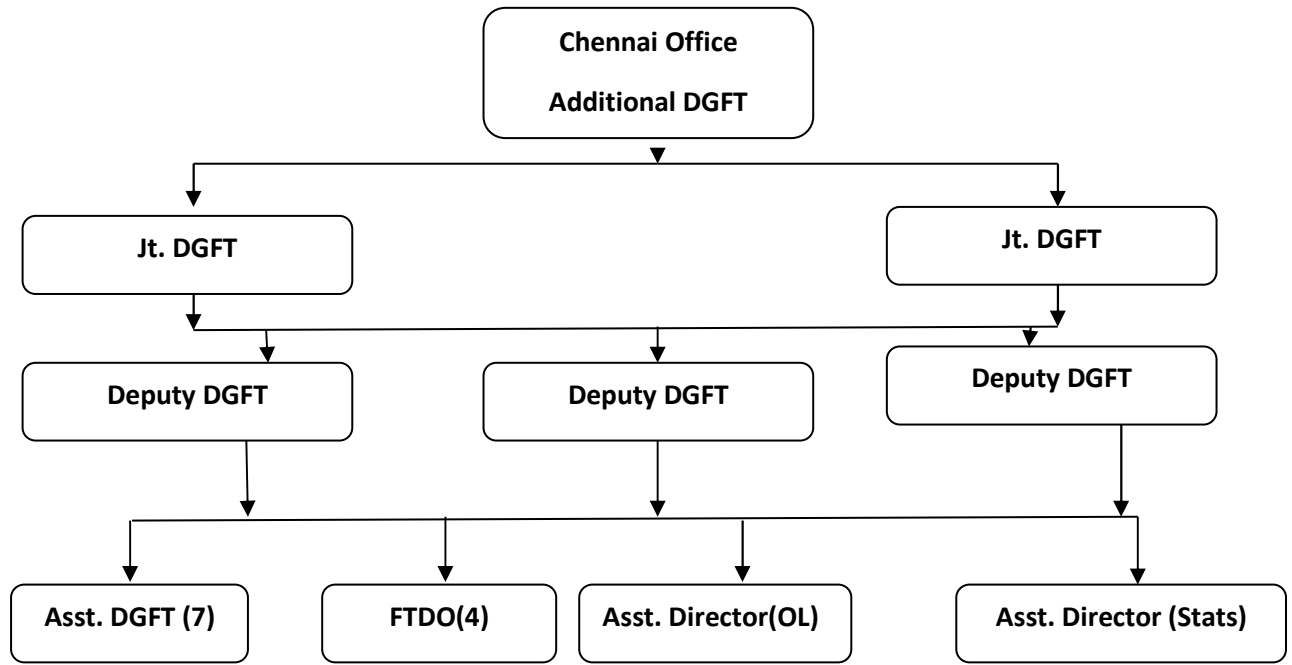 Chennai Office
Additional DGFT
Jt. DGFT
Jt. DGFT
Deputy DGFT
Deputy DGFT
Deputy DGFT
Asst. DGFT (7)
FTDO(4)
Asst. Director(OL)
Asst. Director (Stats)